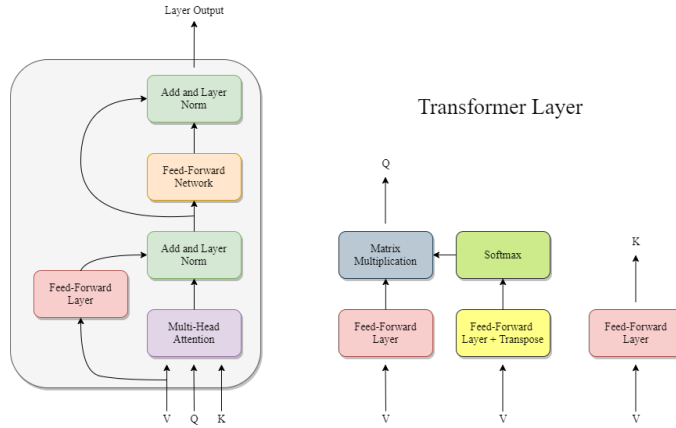 Layer Output
Add and Layer
Norm
Feed-Forward
Network
Add and Layer
Norm
Feed-Forward
Layer
Multi-Head
Attention
V
Q
K
Transformer Layer
Q
Matrix
Multiplication
Softmax
K
Feed-Forward
Layer
Feed-Forward
Layer + Transpose
Feed-Forward
Layer
V
V
V